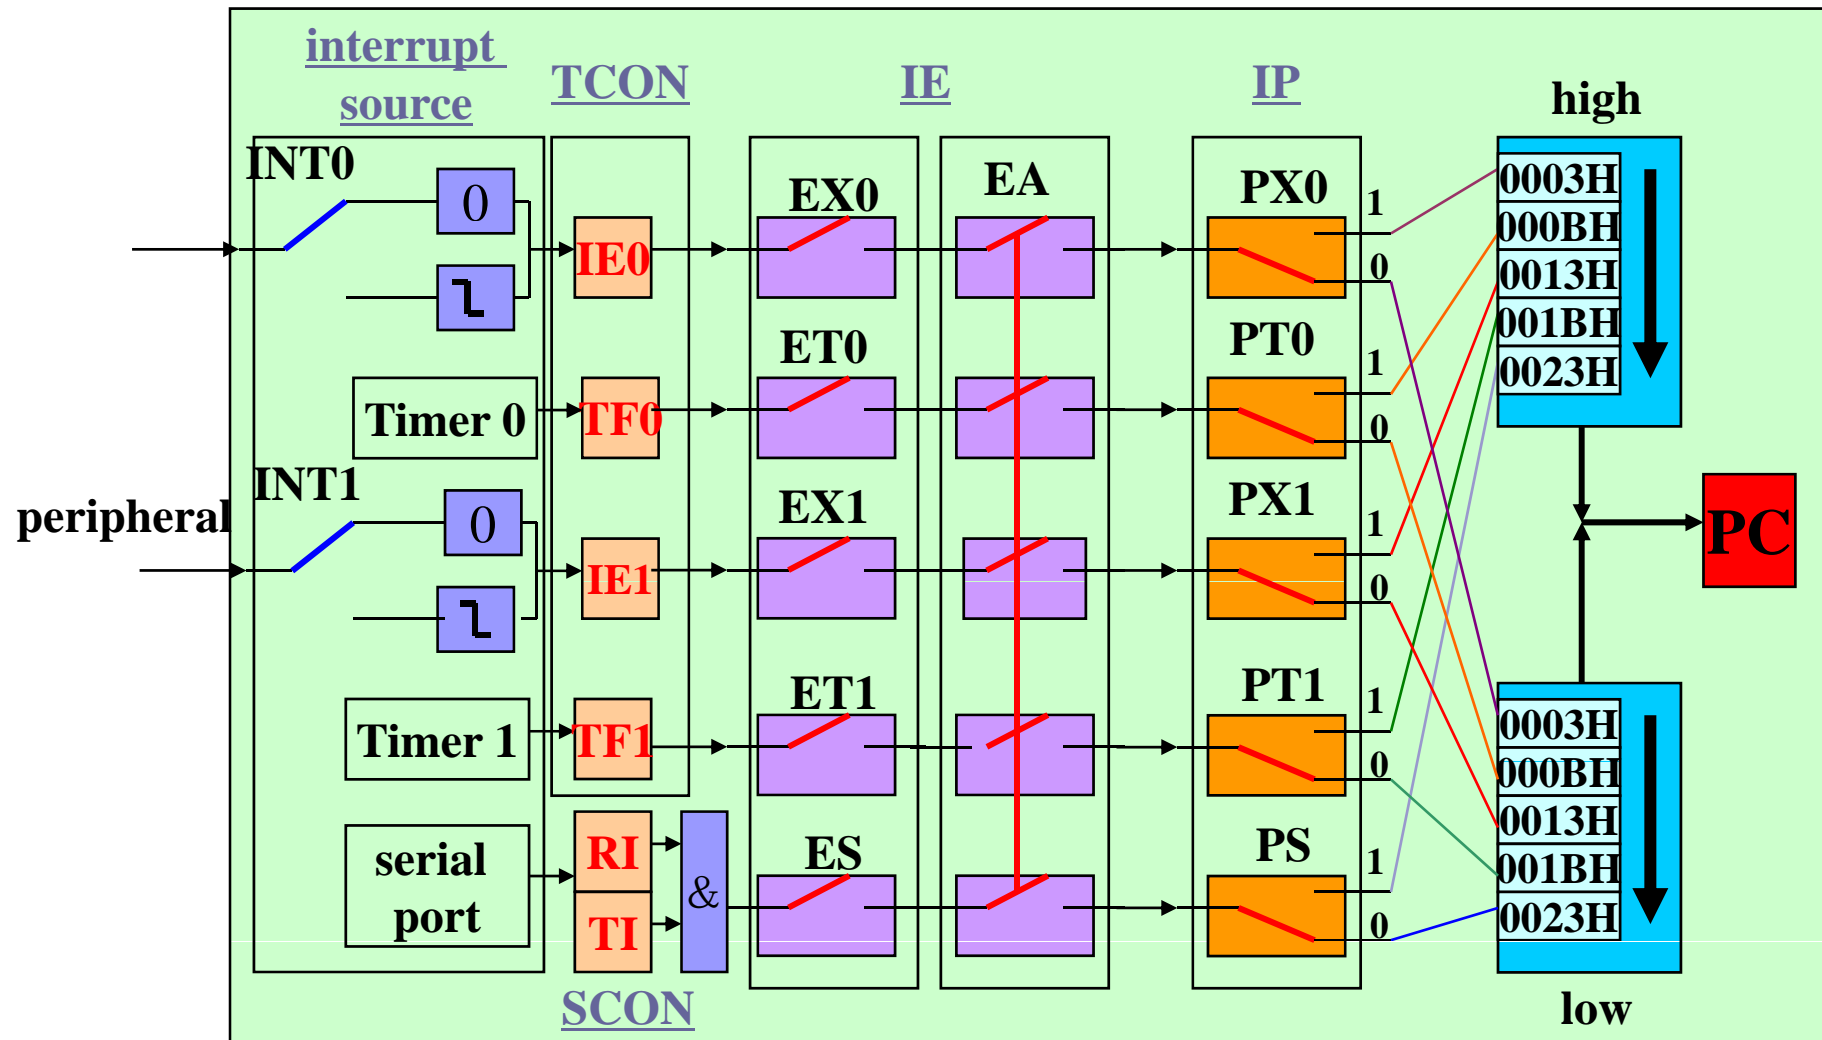 interrupt
source
TCON
IE
IP
high
INT0
0
IE0
EX0
EA
PX0
1
0
0003H
000BH
0013H
001BH
0023H
Timer 0
TF0
ET0
PT0
1
0
peripheral
INT1
0
IE1
EX1
PX1
1
0
PC
Timer 1
TF1
ET1
PT1
1
0
0003H
000BH
0013H
001BH
0023H
serial
port
RI
TI
&
ES
PS
1
0
SCON
low